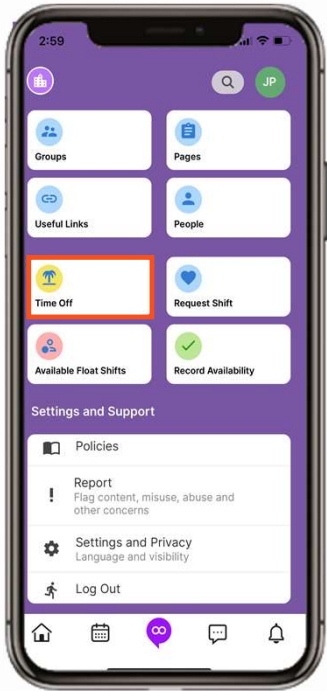 2:59
JP
Groups
Pages
Useful Links
People
Time Off
Request Shift
Available Float Shifts
Record Availability
Settings and Support
Policies
Report
Flag content, misuse, abuse and
other concerns
Settings and Privacy
Language and visibility
Log Out